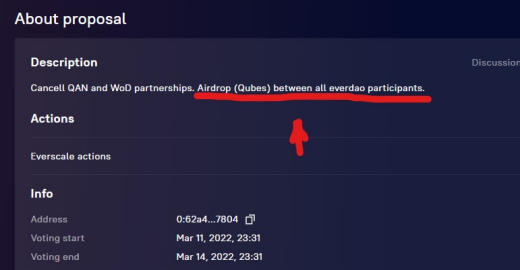 About proposal
Description
Discussion
Cancell QAN and WoD partnerships. Airdrop (Qubes) between all everdao participants.
Actions
Everscale actions
Info
Address 0:62a4...7804
Voting start Mar 11, 2022, 23:31
Voting end Mar 14, 2022, 23:31